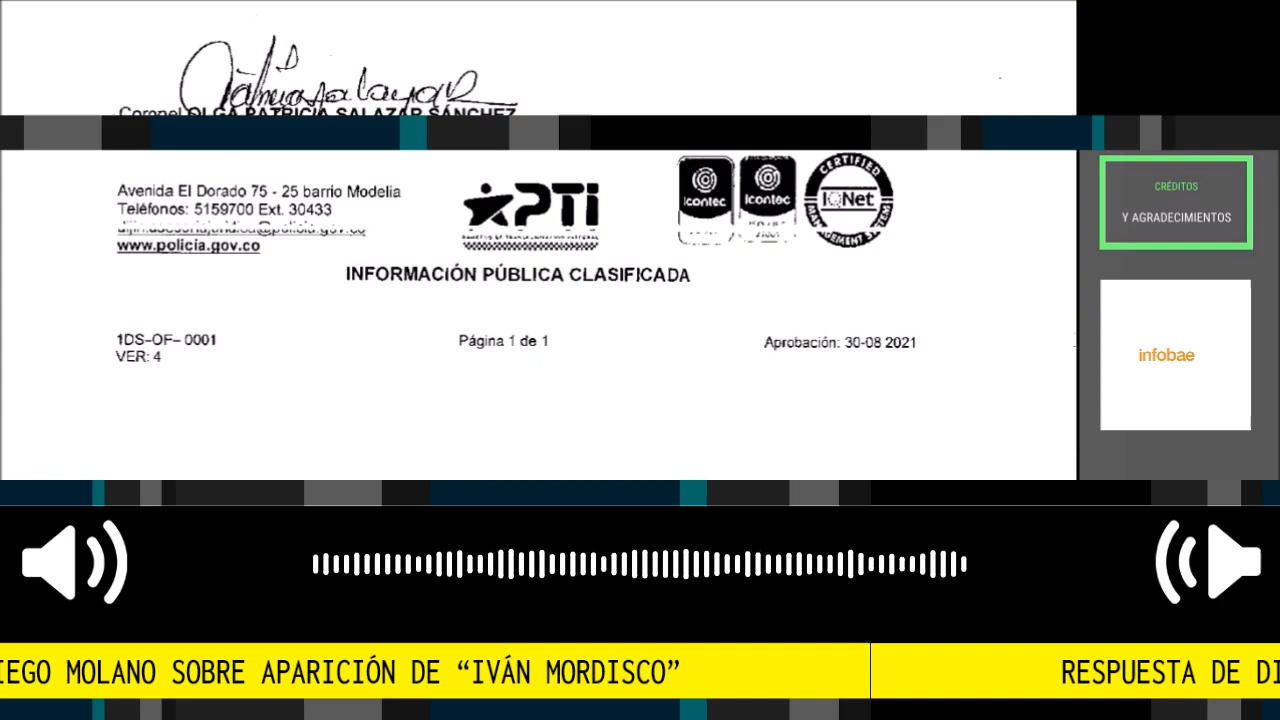 Coronel OLGA PATRICIA SALAZAR SÁNCHEZ
Avenida El Dorado 75 - 25 barrio Modelia
Teléfonos: 5159700 Ext. 30433
www.policia.gov.co
PTi
icontec
icontec
CERTIFIED
IQNet
MANAGEMENT SYSTEM
INFORMACIÓN PÚBLICA CLASIFICADA
1DS–OF– 0001
VER: 4
Página 1 de 1
Aprobación: 30-08 2021
CRÉDITOS
Y AGRADECIMIENTOS
infobae
IEGO MOLANO SOBRE APARICIÓN DE “IVÁN MORDISCO”
RESPUESTA DE DI